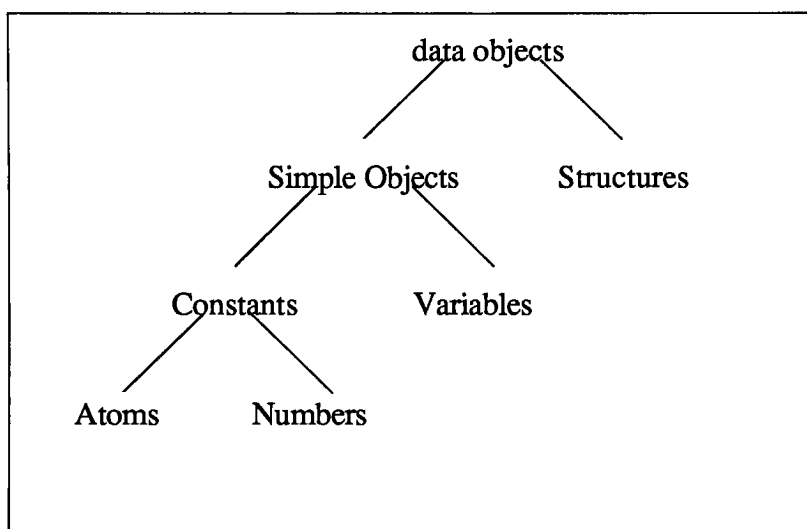 data objects
Simple Objects Structures
Constants Variables
Atoms Numbers